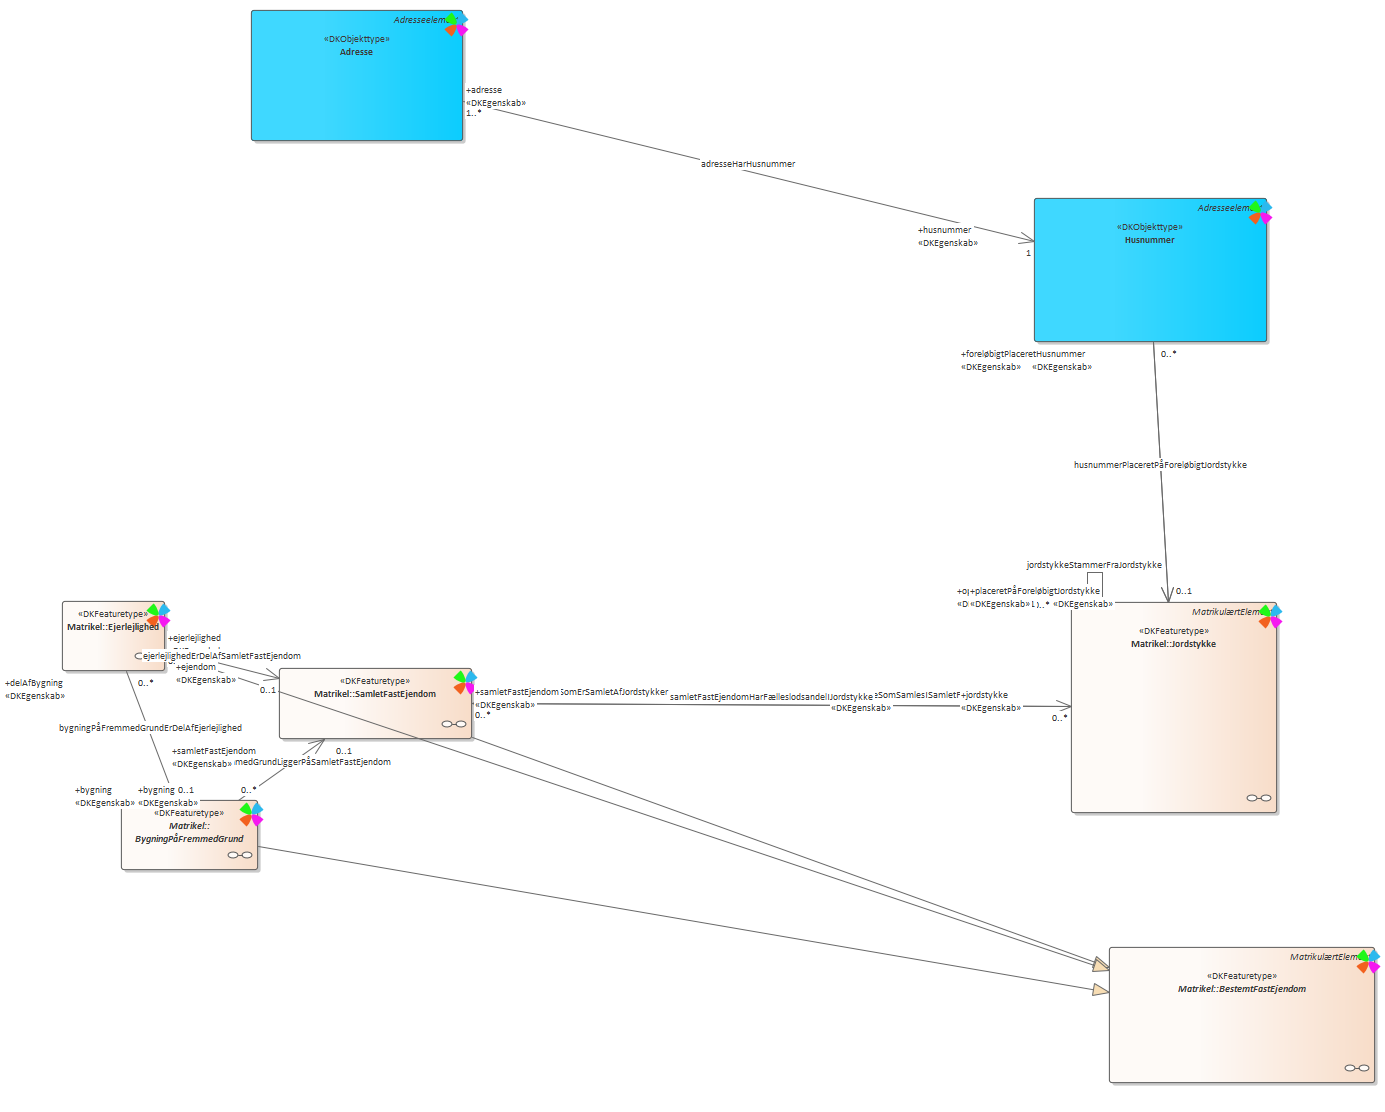 Adresseelem
«DKObjekttype»
Adresse
+adresse
«DKEgenskab»
1..*
adresseHarHusnummer
Adresseelem
«DKObjekttype»
Husnummer
+husnummer
«DKEgenskab»
1
+foreløbigtPlaceretHusnummer
0..*
«DKEgenskab» «DKEgenskab»
husnummerPlaceretPåForeløbigtJordstykke
jordstykkeStammerFraJordstykke
+placeretPåForeløbigtJordstykke
0..1
«DKEgenskab» ..* «DKEgenskab»
MatrikulærtElement
«DKFeaturetype»
Matrikel::Jordstykke
«DKFeaturetype»
Matrikel::Ejerlejlighed
+ejerlejlighed
ejerlejlighedErDelAfSamletFastEjendom
+ejendom
«DKEgenskab»
0..1
+delAfBygning
«DKEgenskab»
0..*
«DKFeaturetype»
Matrikel::SamletFastEjendom
+samletFastEjendom SomErSamletAfJordstykker
«DKEgenskab»
0..*
samletFastEjendomHarFælleslodsandelIJordstykke
«DKEgenskab»
+jordstykke
«DKEgenskab»
0..*
bygningPåFremmedGrundErDelAfEjerlejlighed
+samletFastEjendom
«DKEgenskab»
0..1
medGrundLiggerPåSamletFastEjendom
+bygning
«DKEgenskab»
+bygning 0..1
«DKEgenskab»
0..*
«DKFeaturetype»
Matrikel::
BygningPåFremmedGrund
MatrikulærtElem
«DKFeaturetype»
Matrikel::BestemtFastEjendom